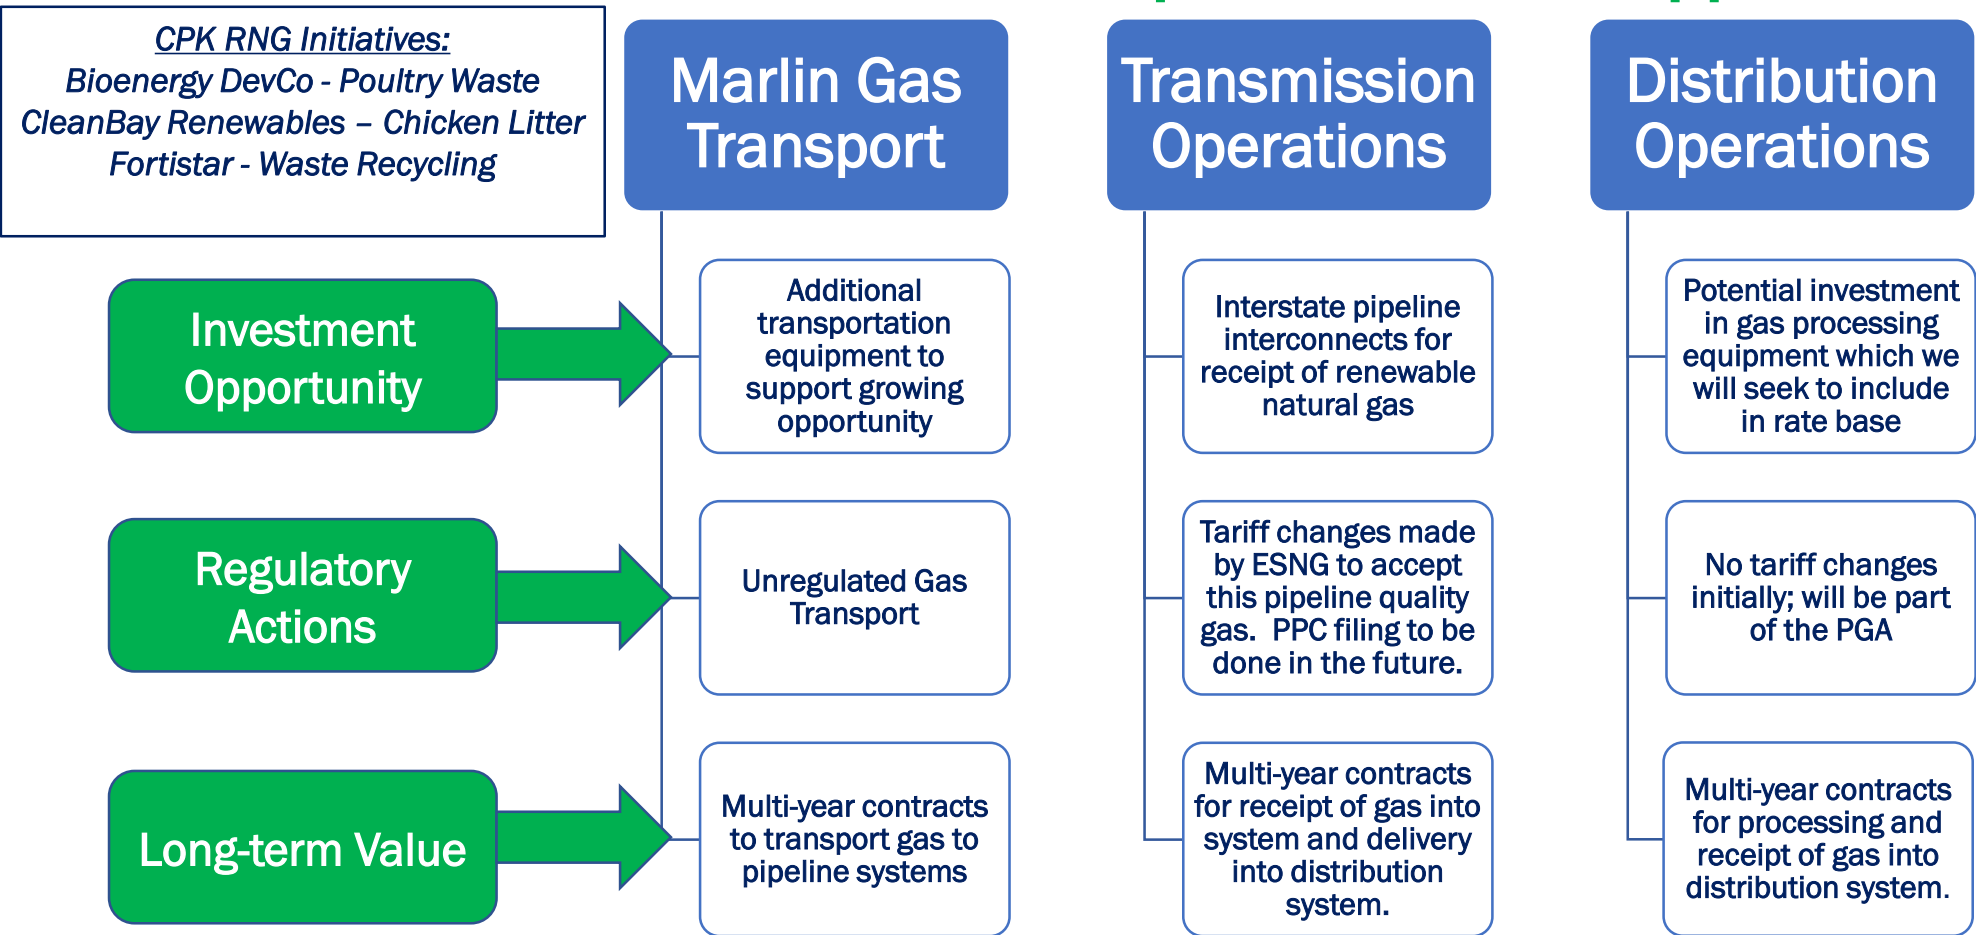 CPK RNG Initiatives:
Bioenergy DevCo - Poultry Waste
CleanBay Renewables – Chicken Litter
Fortistar - Waste Recycling
Marlin Gas
Transport
Transmission
Operations
Distribution
Operations
Investment
Opportunity
Additional
transportation
equipment to
support growing
opportunity
Interstate pipeline
interconnects for
receipt of renewable
natural gas
Potential investment
in gas processing
equipment which we
will seek to include
in rate base
Regulatory
Actions
Unregulated Gas
Transport
Tariff changes made
by ESNG to accept
this pipeline quality
gas.  PPC filing to be
done in the future.
No tariff changes
initially; will be part
of the PGA
Long-term Value
Multi-year contracts
to transport gas to
pipeline systems
Multi-year contracts
for receipt of gas into
system and delivery
into distribution
system.
Multi-year contracts
for processing and
receipt of gas into
distribution system.